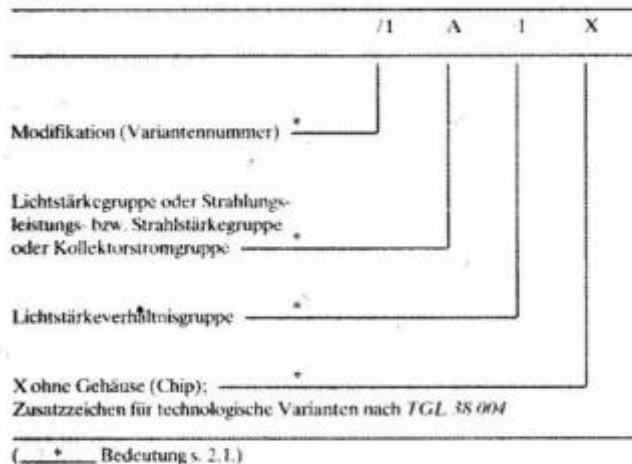 /1 A 1 X
Modifikation (Variantennummer) *
Lichtstärkegruppe oder Strahlungs-
leistungs- bzw. Strahlstärkegruppe
oder Kollektorstromgruppe *
Lichtstärkeverhältnisgruppe *
X ohne Gehäuse (Chip); *
Zusatzzeichen für technologische Varianten nach TGL 38 004
( * Bedeutung s. 2.1.)